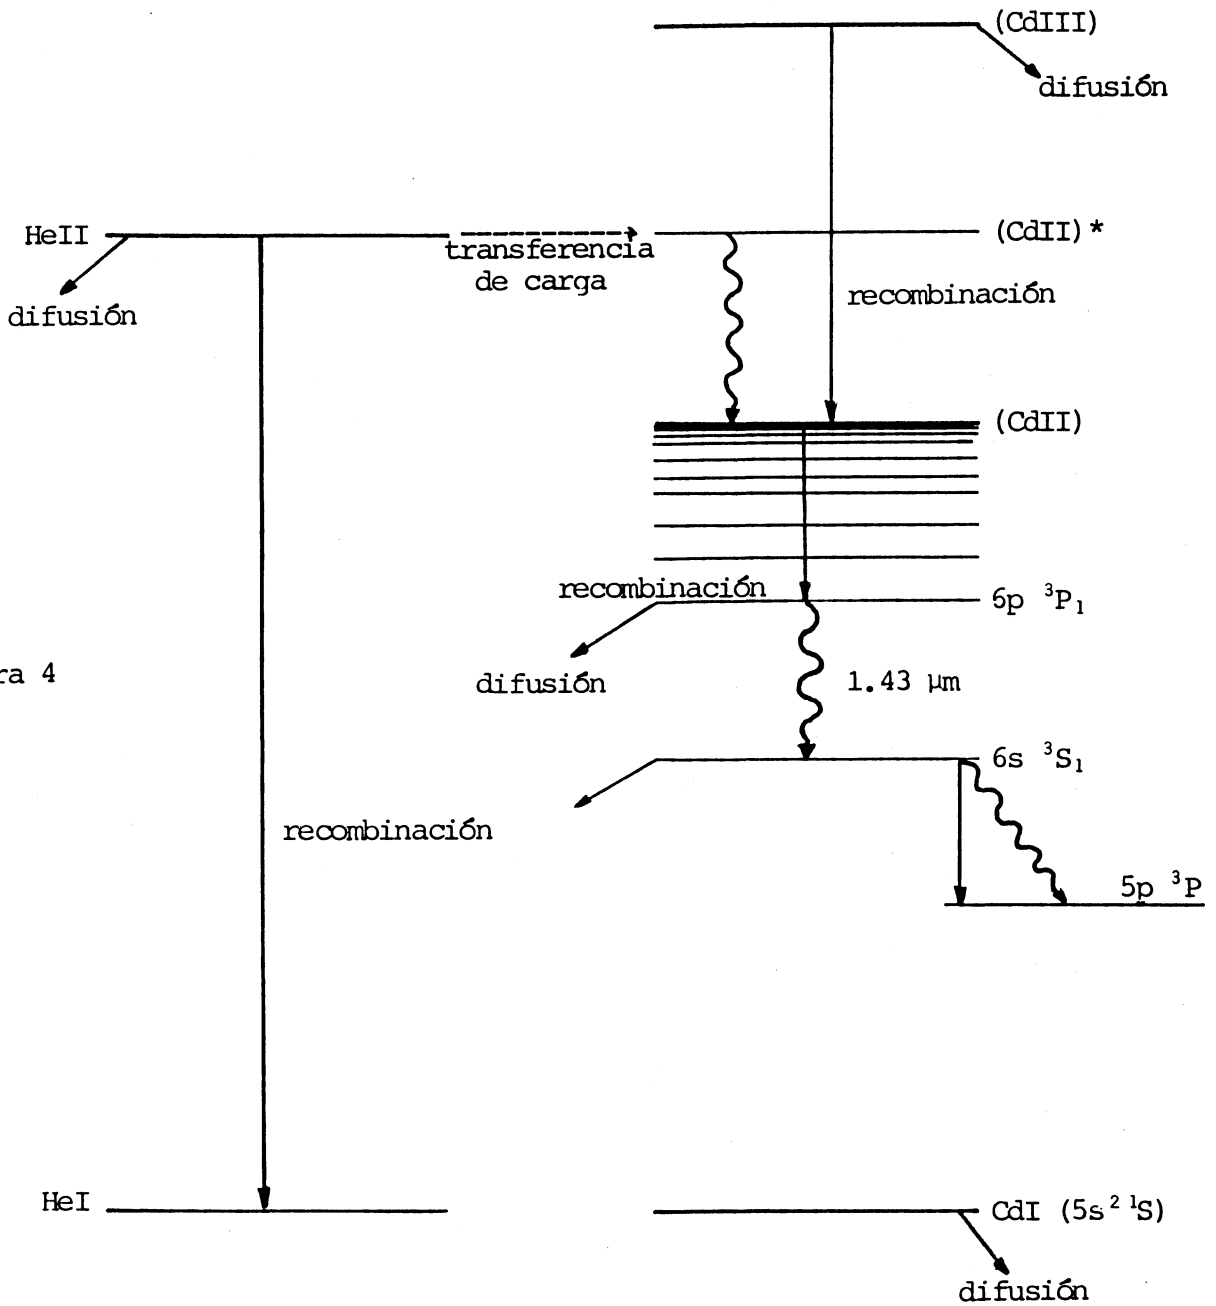 (CdIII)
difusión
HeII
transferencia
de carga
(CdII)*
difusión
recombinación
(CdII)
recombinación
6p ³P₁
ra 4
difusión
1.43 µm
6s ³S₁
recombinación
5p ³P
HeI
CdI (5s² ¹S)
difusión